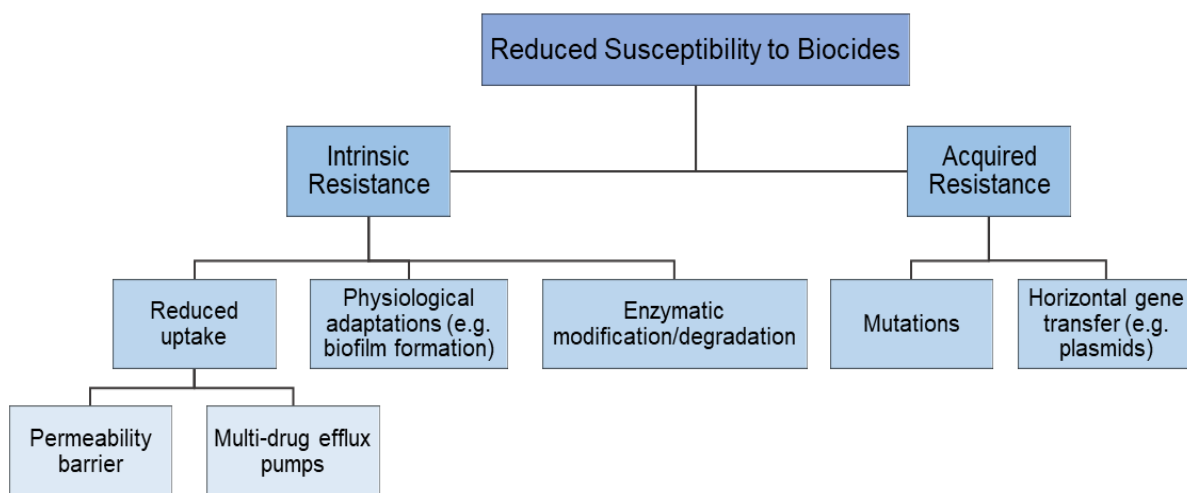 Reduced Susceptibility to Biocides
Intrinsic
Resistance
Acquired
Resistance
Reduced
uptake
Physiological
adaptations (e.g.
biofilm formation)
Enzymatic
modification/degradation
Mutations
Horizontal gene
transfer (e.g.
plasmids)
Permeability
barrier
Multi-drug efflux
pumps